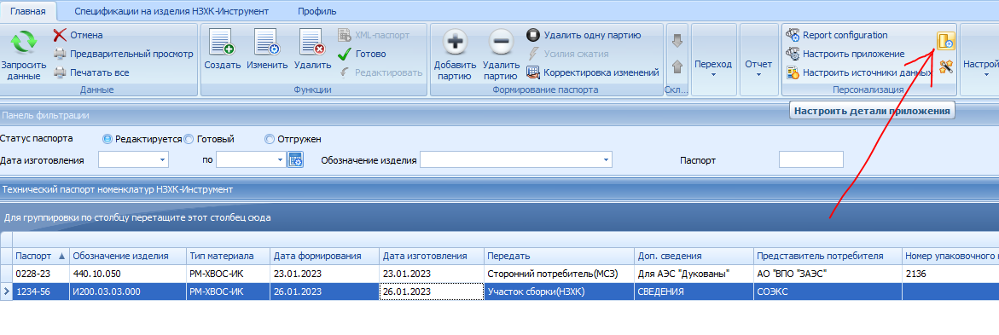 Главная Спецификации на изделия НЗХК-Инструмент Профиль
Запросить данные
Отмена
Предварительный просмотр
Печатать все
Данные
Создать Изменить Удалить
XML-паспорт
Готово
Редактировать
Функции
Добавить партию
Удалить партию
Удалить одну партию
Усилия сжатия
Корректировка изменений
Формирование паспорта
Скл...
Переход
Отчет
Report configuration
Настроить приложение
Настроить источники данных
Персонализация
Настрой
Настроить детали приложения
Панель фильтрации
Статус паспорта Редактируется Готовый Отгружен
Дата изготовления по Обозначение изделия Паспорт
Технический паспорт номенклатур НЗХК-Инструмент
Для группировки по столбцу перетащите этот столбец сюда
Паспорт Обозначение изделия Тип материала Дата формирования Дата изготовления Передать Доп. сведения Представитель потребителя Номер упаковочного
0228-23 440.10.050 РМ-ХВОС-ИК 23.01.2023 23.01.2023 Сторонний потребитель(МСЗ) Для АЭС "Дукованы" АО "ВПО "ЗАЭС" 2136
1234-56 И200.03.03.000 РМ-ХВОС-ИК 26.01.2023 26.01.2023 Участок сборки(НЗХК) СВЕДЕНИЯ СОЭКС